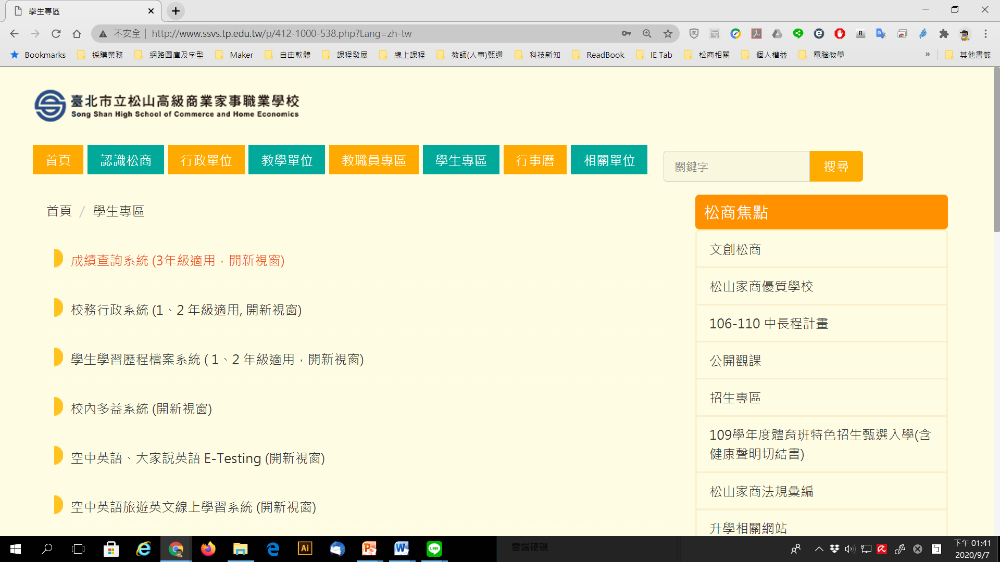 學生專區
不安全 | http://www.ssvs.tp.edu.tw/p/412-1000-538.php?Lang=zh-tw
Bookmarks 採購業務 網路圖庫及字型 Maker 自由軟體 課程發展 線上課程 教師(人事)甄選 科技新知 ReadBook IE Tab 松商相關 個人權益 電腦教學 » 其他書籤
臺北市立松山高級商業家事職業學校
Song Shan High School of Commerce and Home Economics
首頁 認識松商 行政單位 教學單位 教職員專區 學生專區 行事曆 相關單位 關鍵字 搜尋
首頁 / 學生專區
成績查詢系統 (3年級適用，開新視窗)
校務行政系統 (1、2 年級適用, 開新視窗)
學生學習歷程檔案系統 ( 1、2 年級適用，開新視窗)
校內多益系統 (開新視窗)
空中英語、大家說英語 E-Testing (開新視窗)
空中英語旅遊英文線上學習系統 (開新視窗)
松商焦點
文創松商
松山家商優質學校
106-110 中長程計畫
公開觀課
招生專區
109學年度體育班特色招生甄選入學(含
健康聲明切結書)
松山家商法規彙編
升學相關網站
雲端硬碟
下午 01:41
2020/9/7